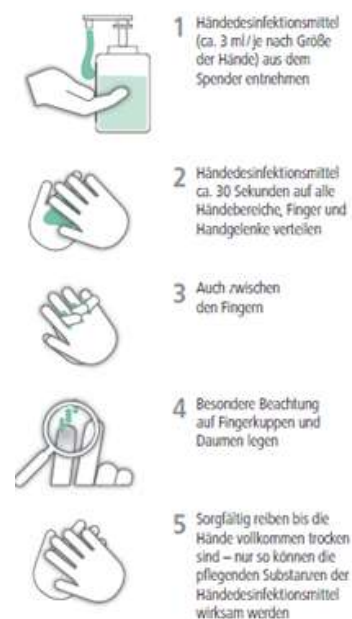 1 Händedesinfektionsmittel
(ca. 3 ml/je nach Größe
der Hände) aus dem
Spender entnehmen
2 Händedesinfektionsmittel
ca. 30 Sekunden auf alle
Händebereiche, Finger und
Handgelenke verteilen
3 Auch zwischen
den Fingern
4 Besondere Beachtung
auf Fingerkuppen und
Daumen legen
5 Sorgfältig reiben bis die
Hände vollkommen trocken
sind – nur so können die
pflegenden Substanzen der
Händedesinfektionsmittel
wirksam werden